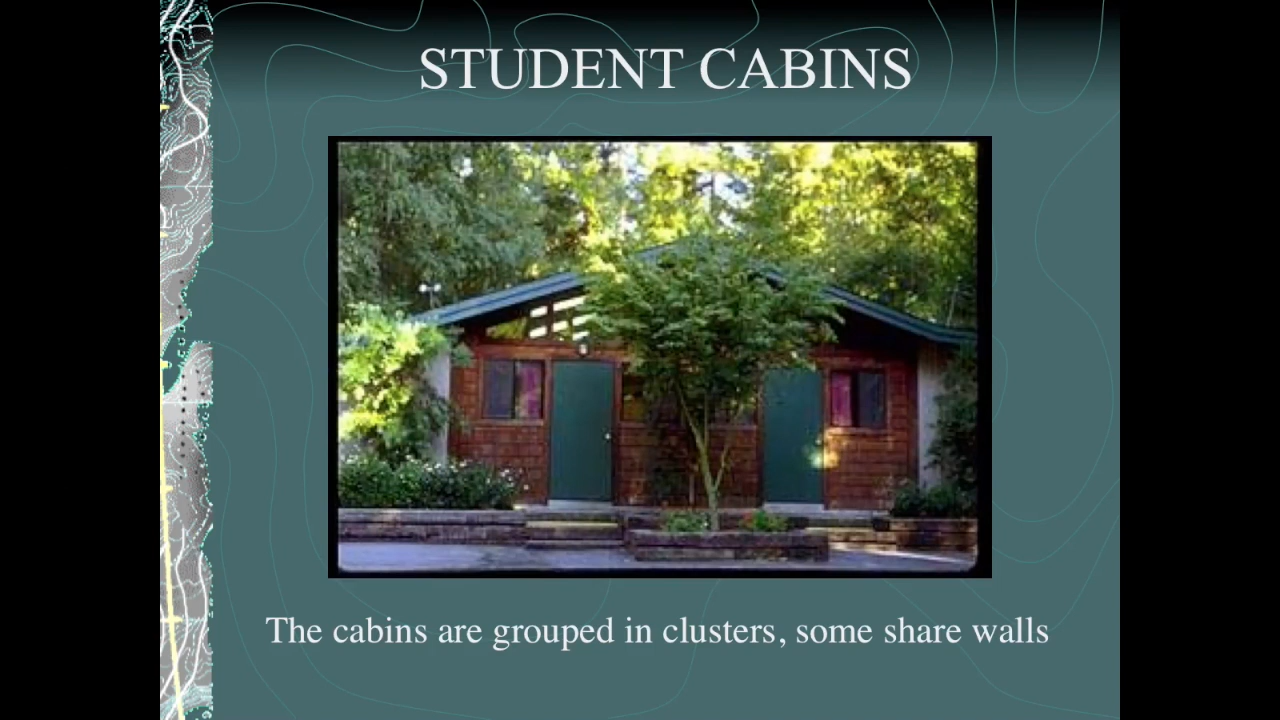 STUDENT CABINS
The cabins are grouped in clusters, some share walls